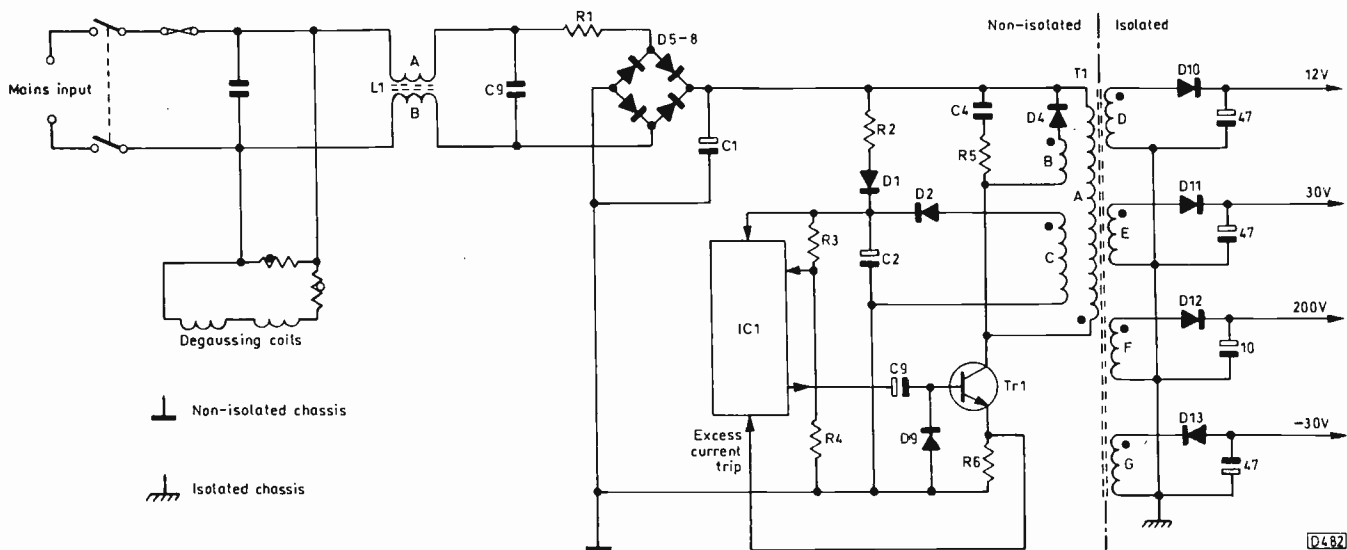 Mains input
L1
A
B
C9
R1
D5-8
C1
R2
D1
D2
R3
C2
IC1
R4
Excess
current
trip
C9
D9
Tr1
R6
C4
R5
D4
B
C
A
T1
Non-isolated
Isolated
D
D10
47
12V
E
D11
47
30V
F
D12
10
200V
G
D13
47
-30V
Degaussing coils
Non-isolated chassis
Isolated chassis
D482